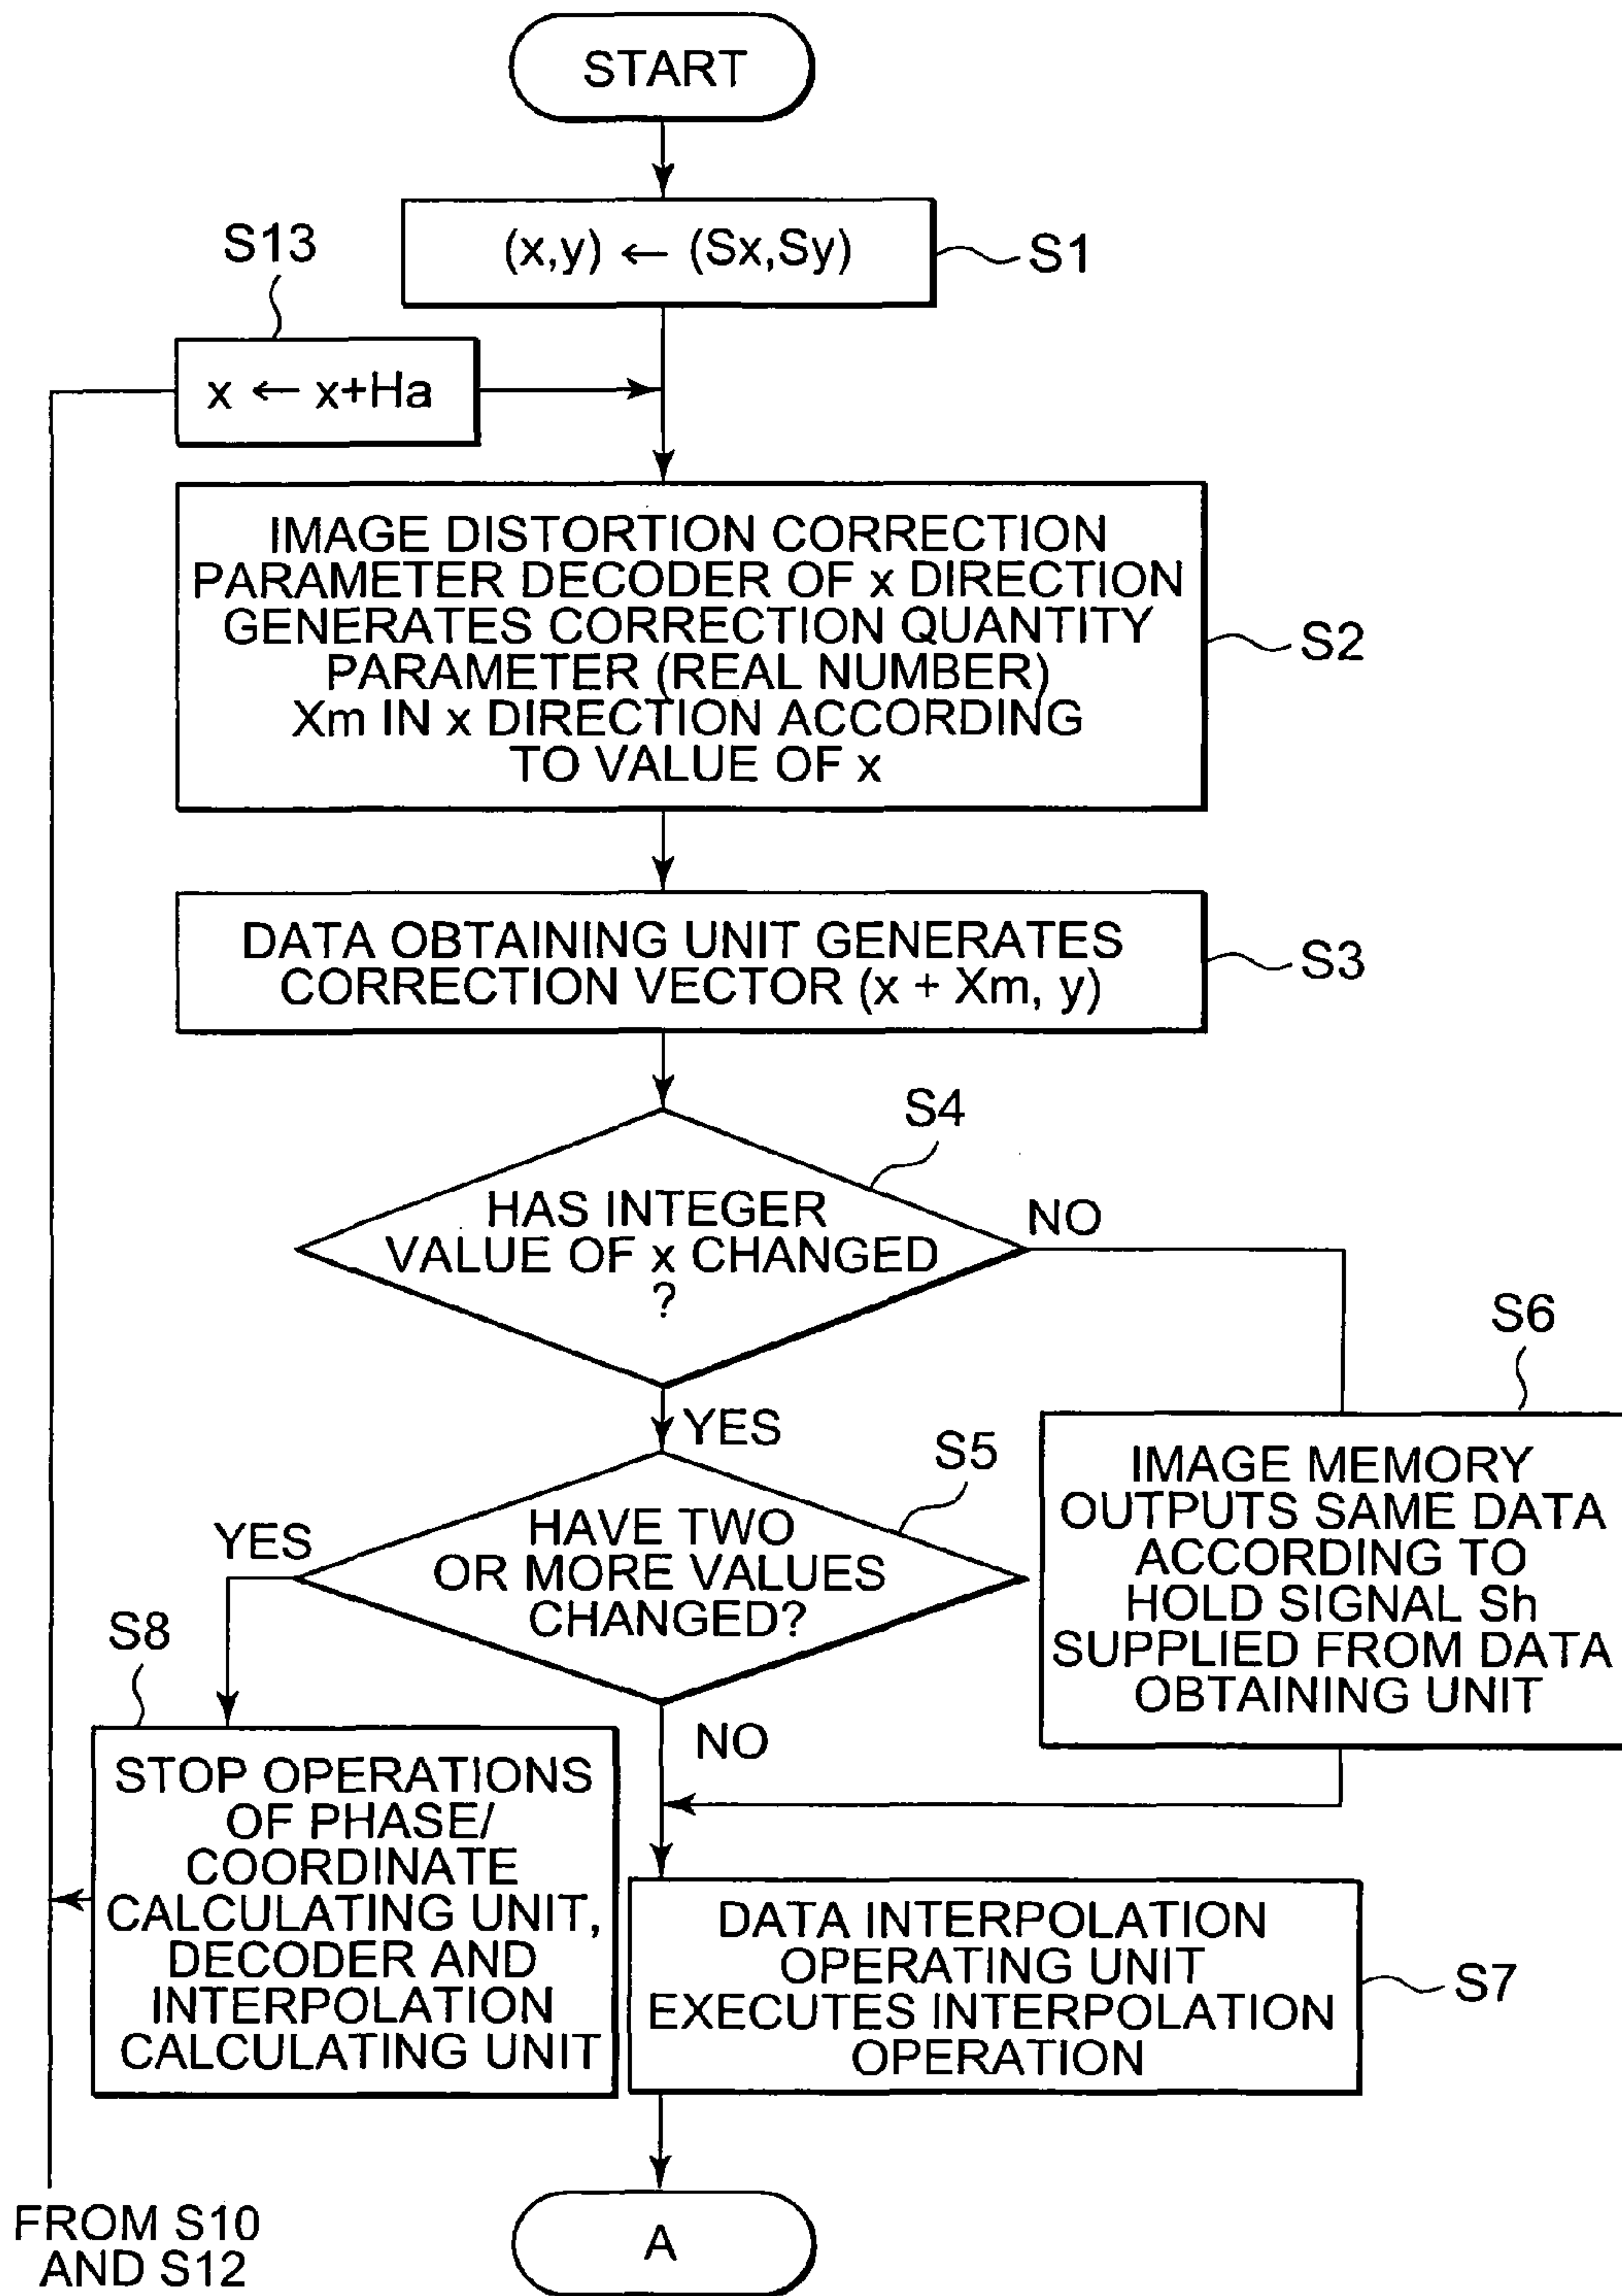 START
(x,y) ← (Sx,Sy)
S1
S13
x ← x+Ha
IMAGE DISTORTION CORRECTION
PARAMETER DECODER OF x DIRECTION
GENERATES CORRECTION QUANTITY
PARAMETER (REAL NUMBER)
Xm IN x DIRECTION ACCORDING
TO VALUE OF x
S2
DATA OBTAINING UNIT GENERATES
CORRECTION VECTOR (x + Xm, y)
S3
S4
HAS INTEGER
VALUE OF x CHANGED
?
NO
YES
S6
IMAGE MEMORY
OUTPUTS SAME DATA
ACCORDING TO
HOLD SIGNAL Sh
SUPPLIED FROM DATA
OBTAINING UNIT
S5
HAVE TWO
OR MORE VALUES
CHANGED?
YES
NO
S8
STOP OPERATIONS
OF PHASE/
COORDINATE
CALCULATING UNIT,
DECODER AND
INTERPOLATION
CALCULATING UNIT
DATA INTERPOLATION
OPERATING UNIT
EXECUTES INTERPOLATION
OPERATION
S7
FROM S10
AND S12
A